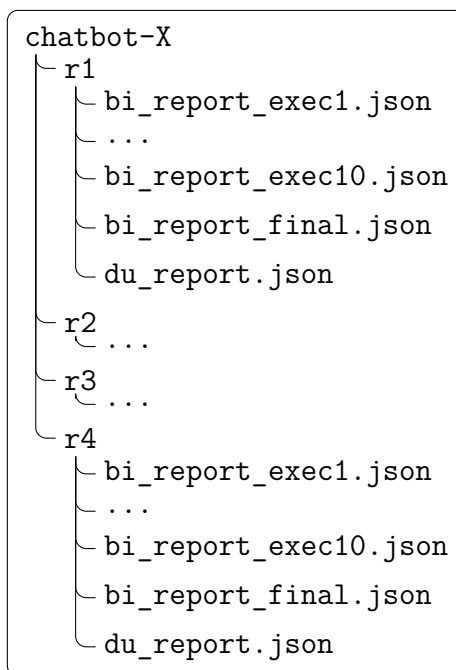 chatbot-X
r1
bi_report_exec1.json
...
bi_report_exec10.json
bi_report_final.json
du_report.json
r2
...
r3
...
r4
bi_report_exec1.json
...
bi_report_exec10.json
bi_report_final.json
du_report.json